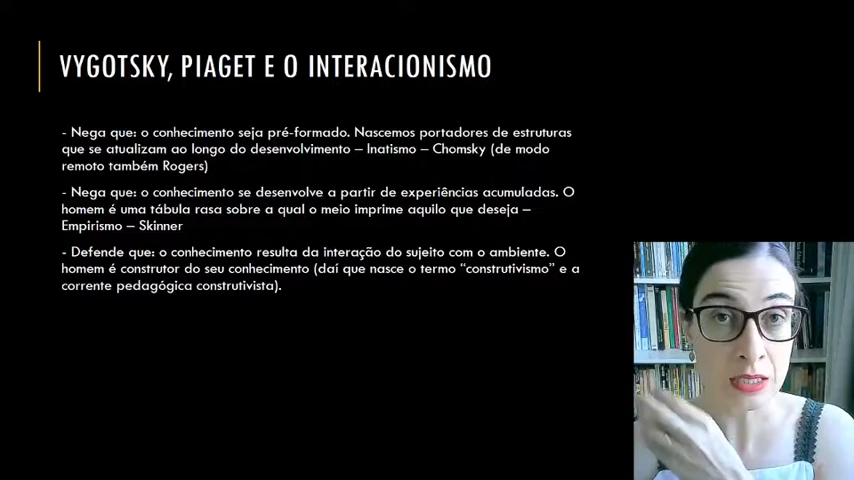 VYGOTSKY, PIAGET E O INTERACIONISMO
- Nega que: o conhecimento seja pré-formado. Nascemos portadores de estruturas
que se atualizam ao longo do desenvolvimento – Inatismo – Chomsky (de modo
remoto também Rogers)
- Nega que: o conhecimento se desenvolve a partir de experiências acumuladas. O
homem é uma tábula rasa sobre a qual o meio imprime aquilo que deseja –
Empirismo – Skinner
- Defende que: o conhecimento resulta da interação do sujeito com o ambiente. O
homem é construtor do seu conhecimento (daí que nasce o termo “construtivismo” e a
corrente pedagógica construtivista).